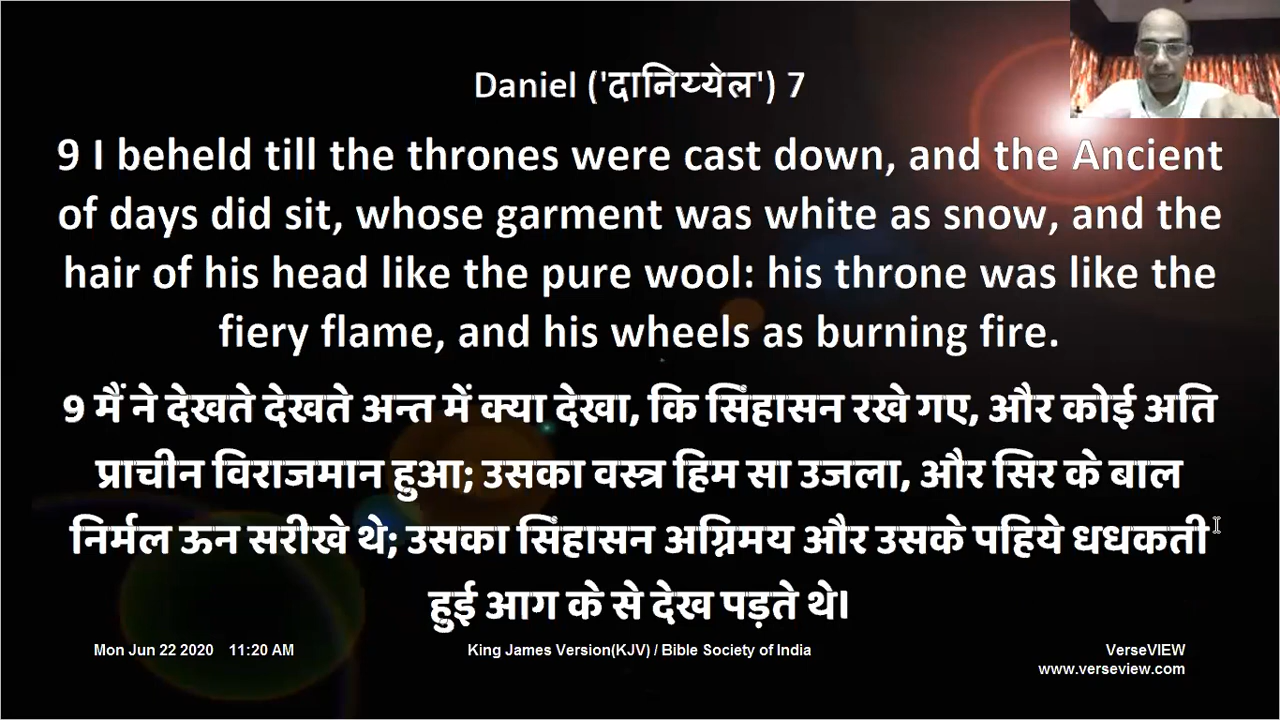 Daniel ('दानिय्येल') 7
9 I beheld till the thrones were cast down, and the Ancient
of days did sit, whose garment was white as snow, and the
hair of his head like the pure wool: his throne was like the
fiery flame, and his wheels as burning fire.
9 मैं ने देखते देखते अन्त में क्या देखा, कि सिंहासन रखे गए, और कोई अति
प्राचीन विराजमान हुआ; उसका वस्त्र हिम सा उजला, और सिर के बाल
निर्मल ऊन सरीखे थे; उसका सिंहासन अग्निमय और उसके पहिये धधकती
हुई आग के से देख पड़ते थे।
Mon Jun 22 2020 11:20 AM King James Version(KJV) / Bible Society of India VerseVIEW
www.verseview.com